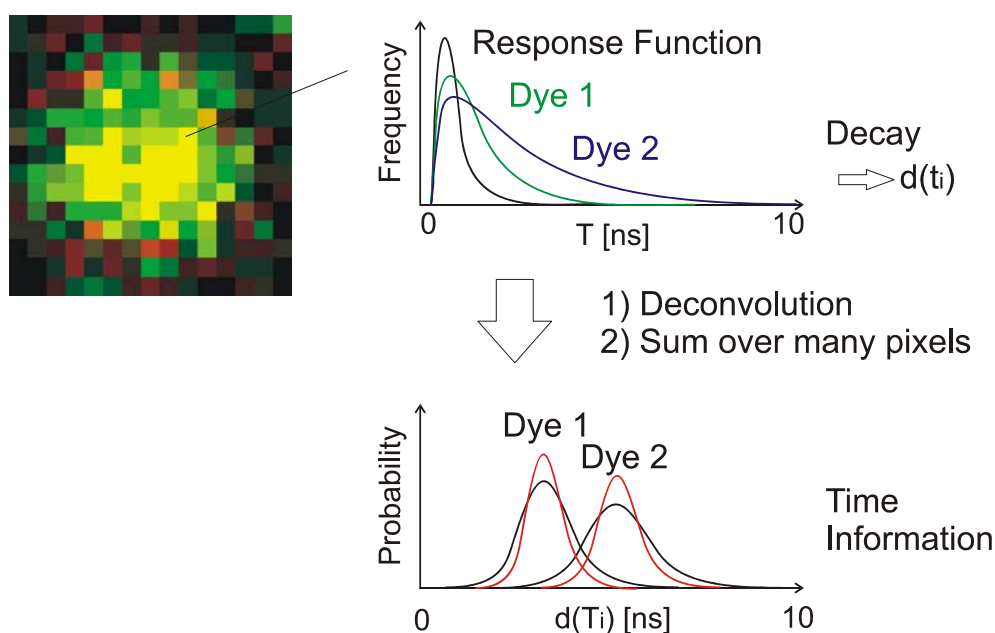 Response Function
Dye 1
Dye 2
Frequency
0
10
T [ns]
Decay
d(ti)
1) Deconvolution
2) Sum over many pixels
Dye 1
Dye 2
Probability
0
10
d(Ti) [ns]
Time
Information